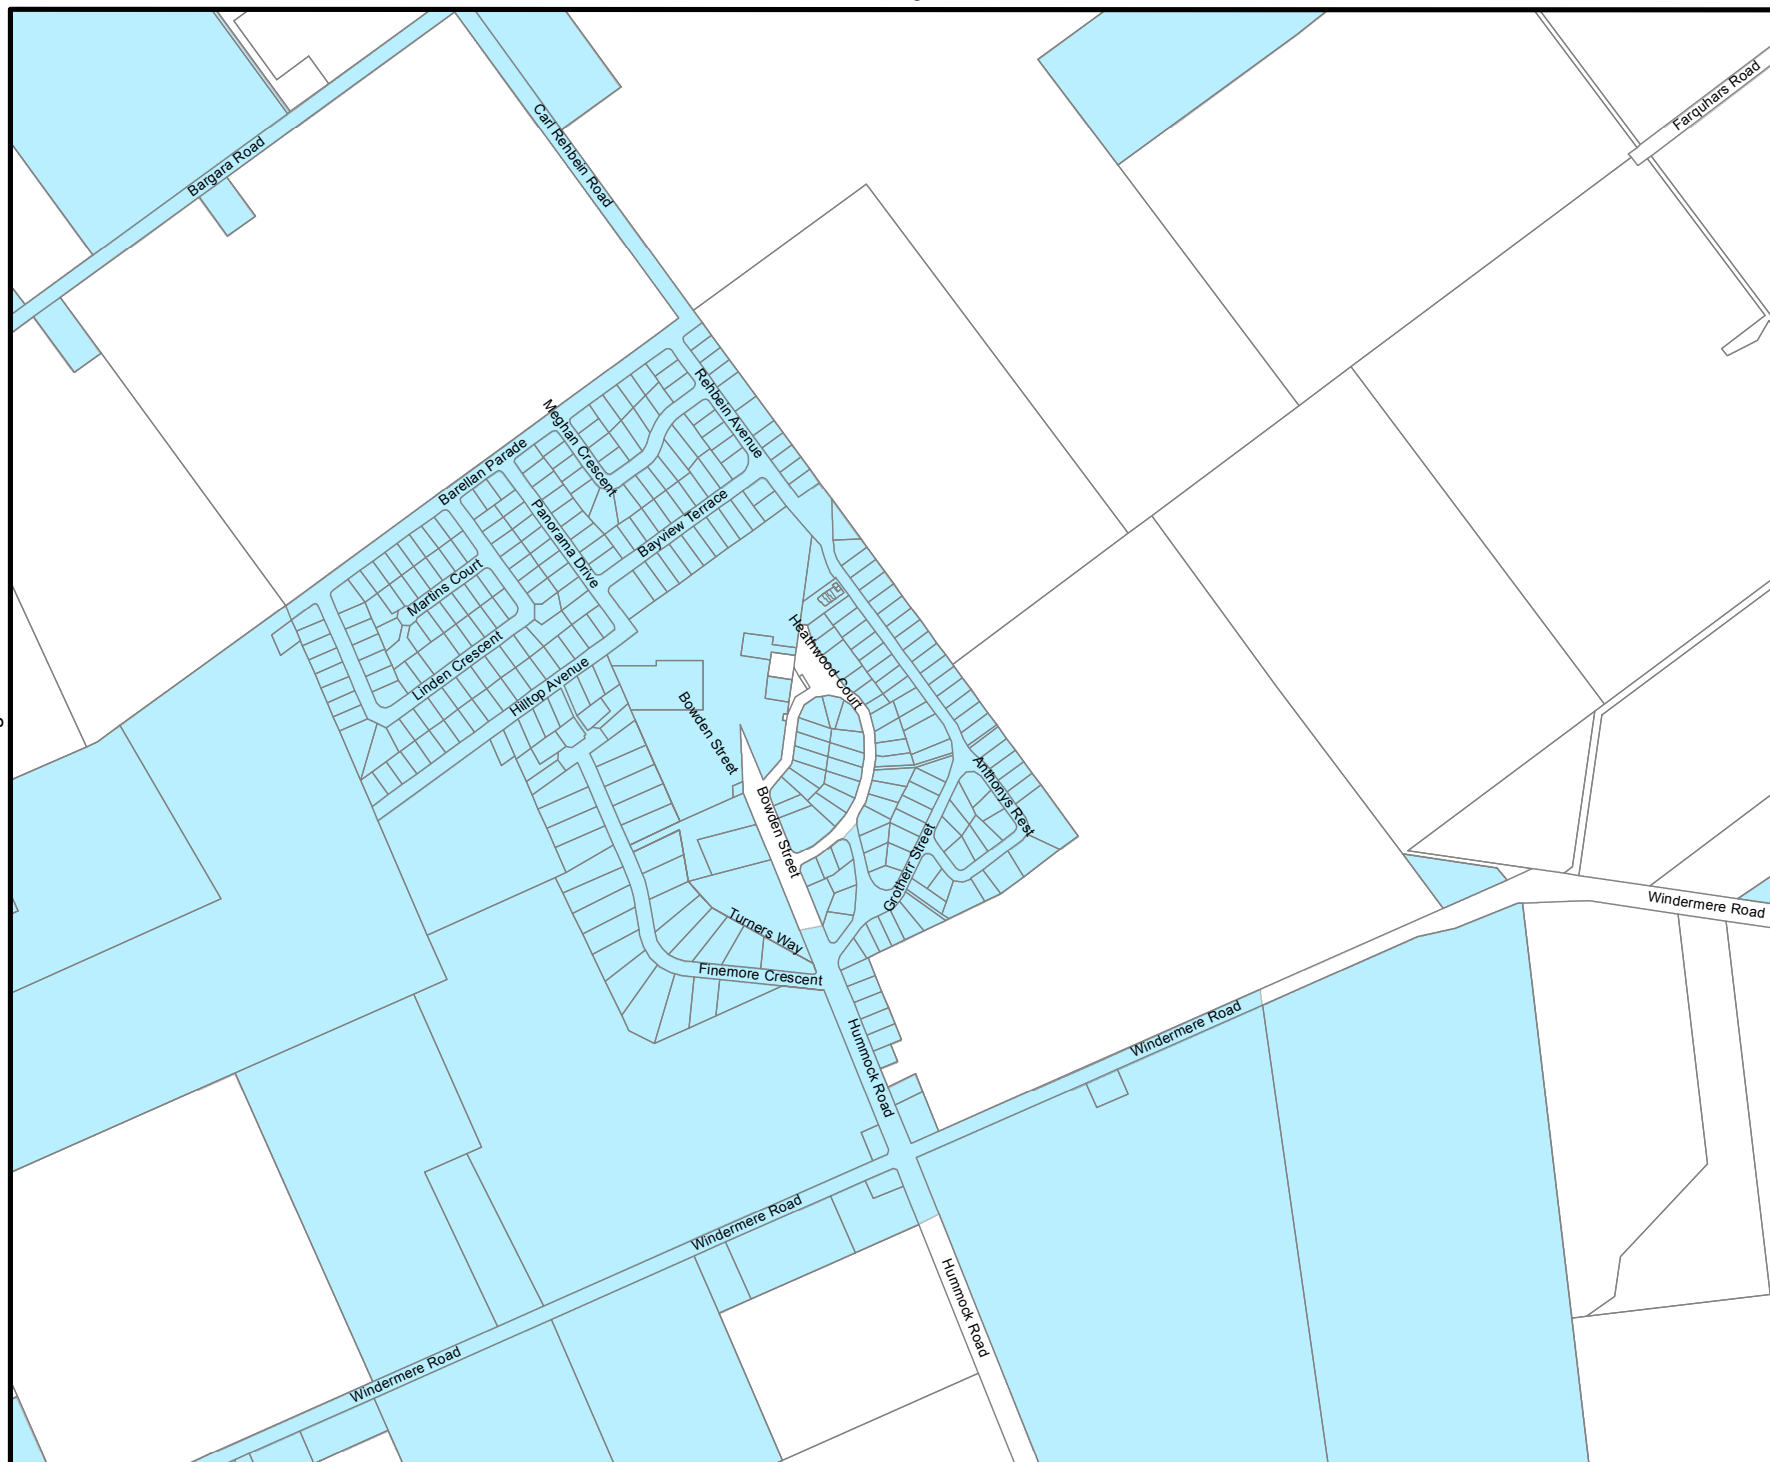 Farquhars Road
Carl Rehbein Road
Bargara Road
Rehbein Avenue
Meghan Crescent
Barellan Parade
Panorama Drive
Bayview Terrace
Martins Court
Heathwood Court
Linden Crescent
Hilltop Avenue
Bowden Street
Anthonys Rest
Bowden Street
Grotherr Street
Windermere Road
Turners Way
Finemore Crescent
Windermere Road
Hummock Road
Windermere Road
Hummock Road
Windermere Road